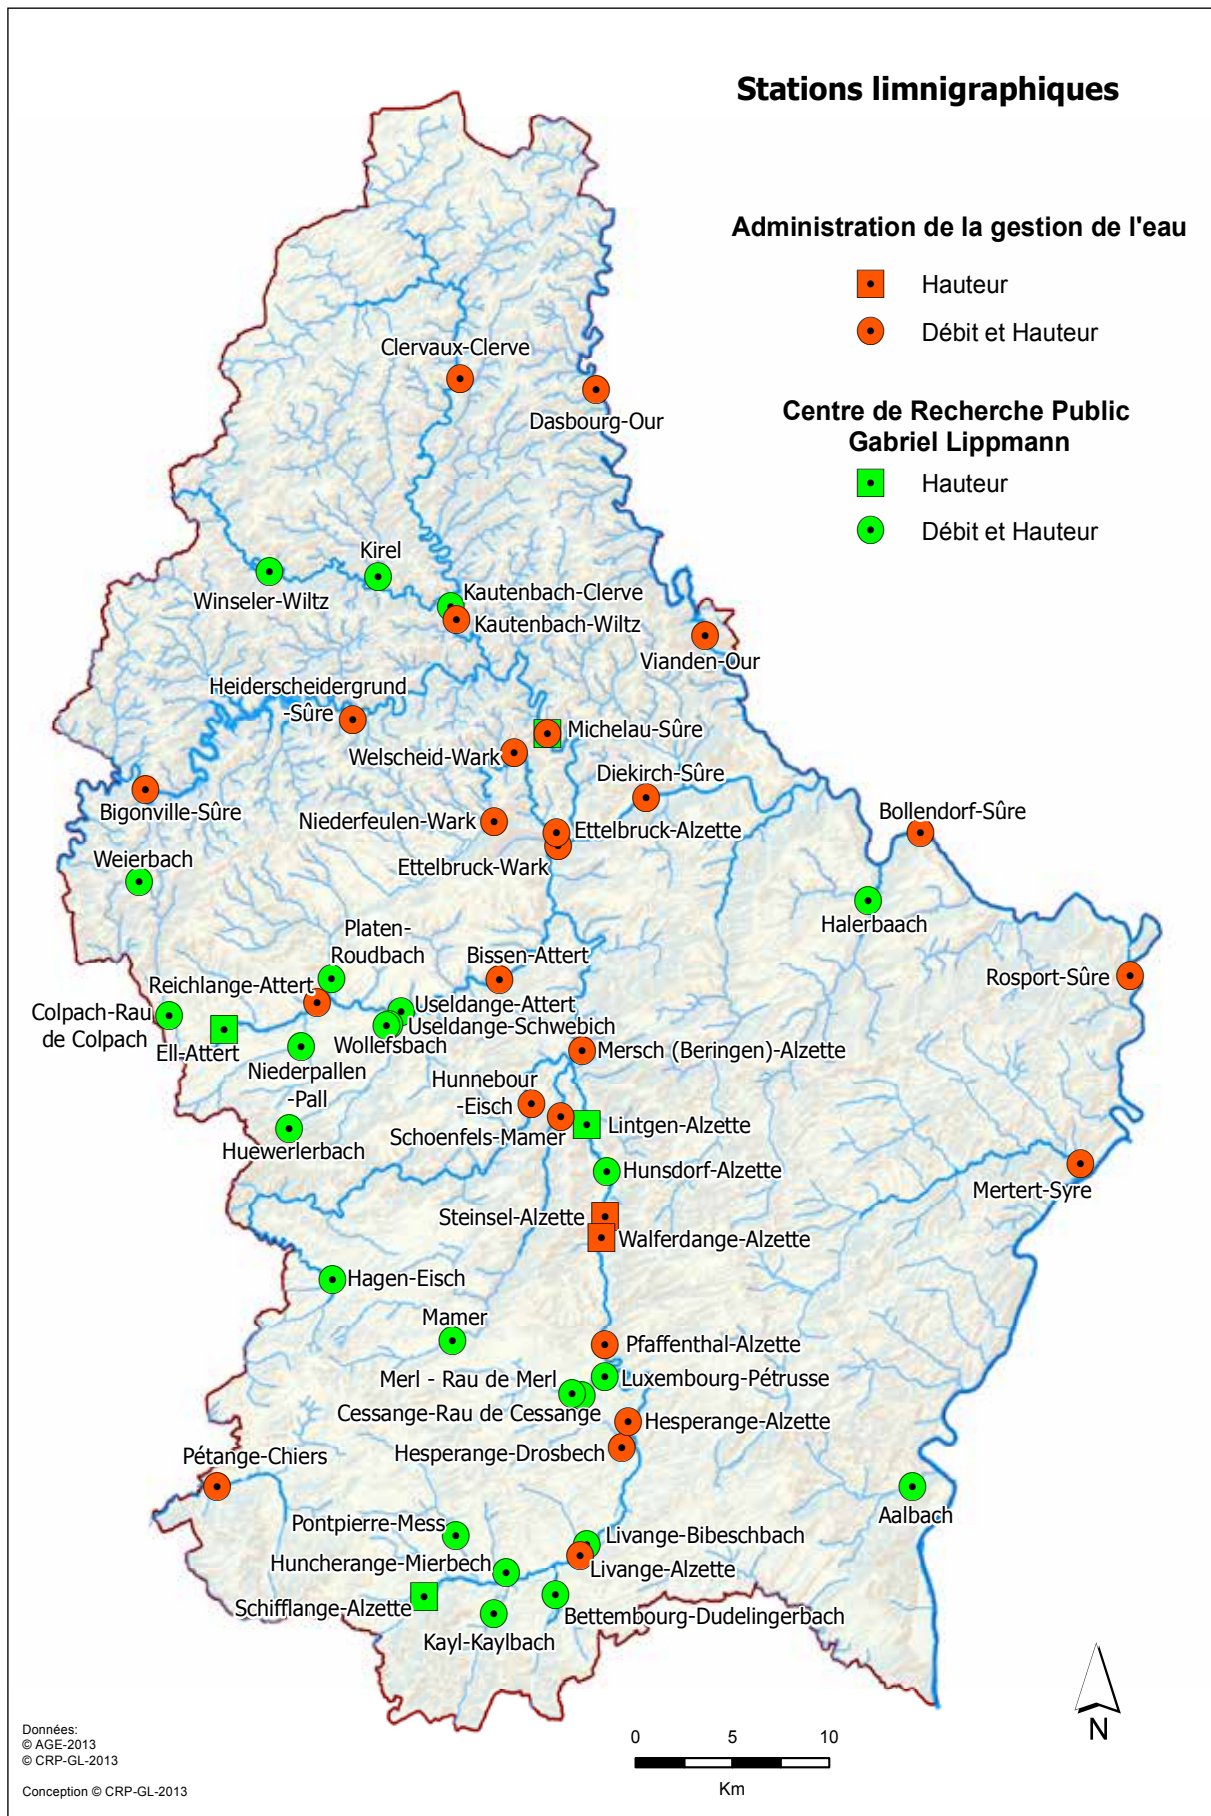 Stations limnigraphiques
Administration de la gestion de l'eau
Hauteur
Débit et Hauteur
Centre de Recherche Public
Gabriel Lippmann
Hauteur
Débit et Hauteur
Clervaux-Clerve
Dasbourg-Our
Kirel
Winseler-Wiltz
Kautenbach-Clerve
Kautenbach-Wiltz
Vianden-Our
Heiderscheidergrund
-Sûre
Michelau-Sûre
Welscheid-Wark
Diekirch-Sûre
Bigonville-Sûre
Niederfeulen-Wark
Ettelbruck-Alzette
Bollendorf-Sûre
Weierbach
Ettelbruck-Wark
Halerbaach
Platen-
Roudbach
Bissen-Attert
Reichlange-Attert
Rosport-Sûre
Colpach-Rau
de Colpach
Useldange-Attert
Useldange-Schwebich
Ell-Attert
Wollefsbach
Niederpallen
-Pall
Mersch (Beringen)-Alzette
Hunnebour
-Eisch
Schoenfels-Mamer
Lintgen-Alzette
Huewerlerbach
Hunsdorf-Alzette
Mertert-Syre
Steinsel-Alzette
Walferdange-Alzette
Hagen-Eisch
Mamer
Pfaffenthal-Alzette
Merl - Rau de Merl
Luxembourg-Pétrusse
Cessange-Rau de Cessange
Hesperange-Alzette
Hesperange-Drosbech
Pétange-Chiers
Aalbach
Pontpierre-Mess
Livange-Bibeschbach
Huncherange-Mierbech
Livange-Alzette
Schifflange-Alzette
Bettembourg-Dudelingerbach
Kayl-Kaylbach
N
Données:
© AGE-2013
© CRP-GL-2013
Conception © CRP-GL-2013
0 5 10
Km